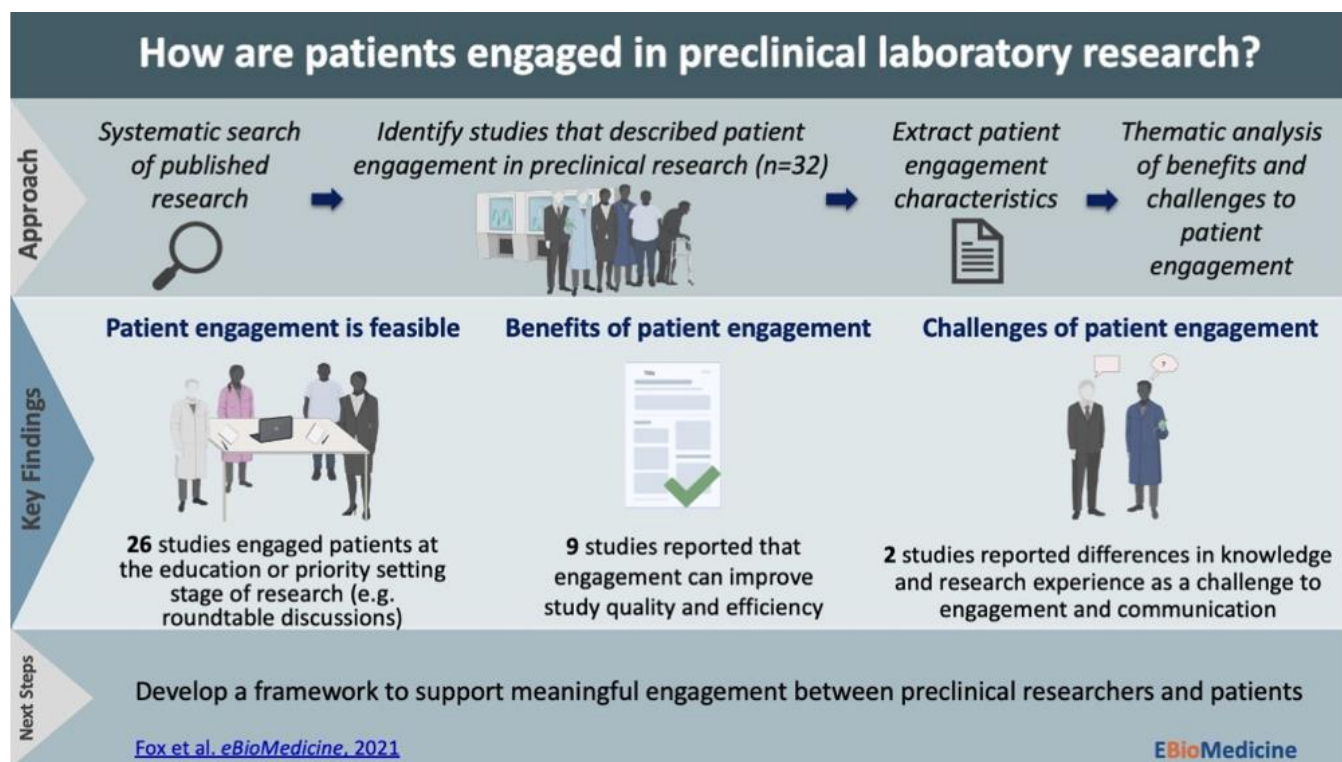 How are patients engaged in preclinical laboratory research?
Approach
Systematic search
of published
research
Identify studies that described patient
engagement in preclinical research (n=32)
Extract patient
engagement
characteristics
Thematic analysis
of benefits and
challenges to
patient
engagement
Key Findings
Patient engagement is feasible
26 studies engaged patients at
the education or priority setting
stage of research (e.g.
roundtable discussions)
Benefits of patient engagement
Title
9 studies reported that
engagement can improve
study quality and efficiency
Challenges of patient engagement
?
2 studies reported differences in knowledge
and research experience as a challenge to
engagement and communication
Next Steps
Develop a framework to support meaningful engagement between preclinical researchers and patients
Fox et al. eBioMedicine, 2021
EBioMedicine